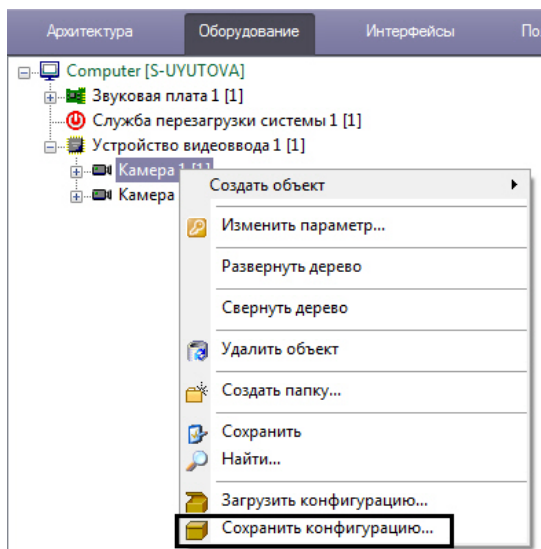 Архитектура Оборудование Интерфейсы По
Computer [S-UYUTOVA]
Звуковая плата 1 [1]
Служба перезагрузки системы 1 [1]
Устройство видеоввода 1 [1]
Камера 1 [1]
Камера
Создать объект
Изменить параметр...
Развернуть дерево
Свернуть дерево
Удалить объект
Создать папку...
Сохранить
Найти...
Загрузить конфигурацию...
Сохранить конфигурацию...